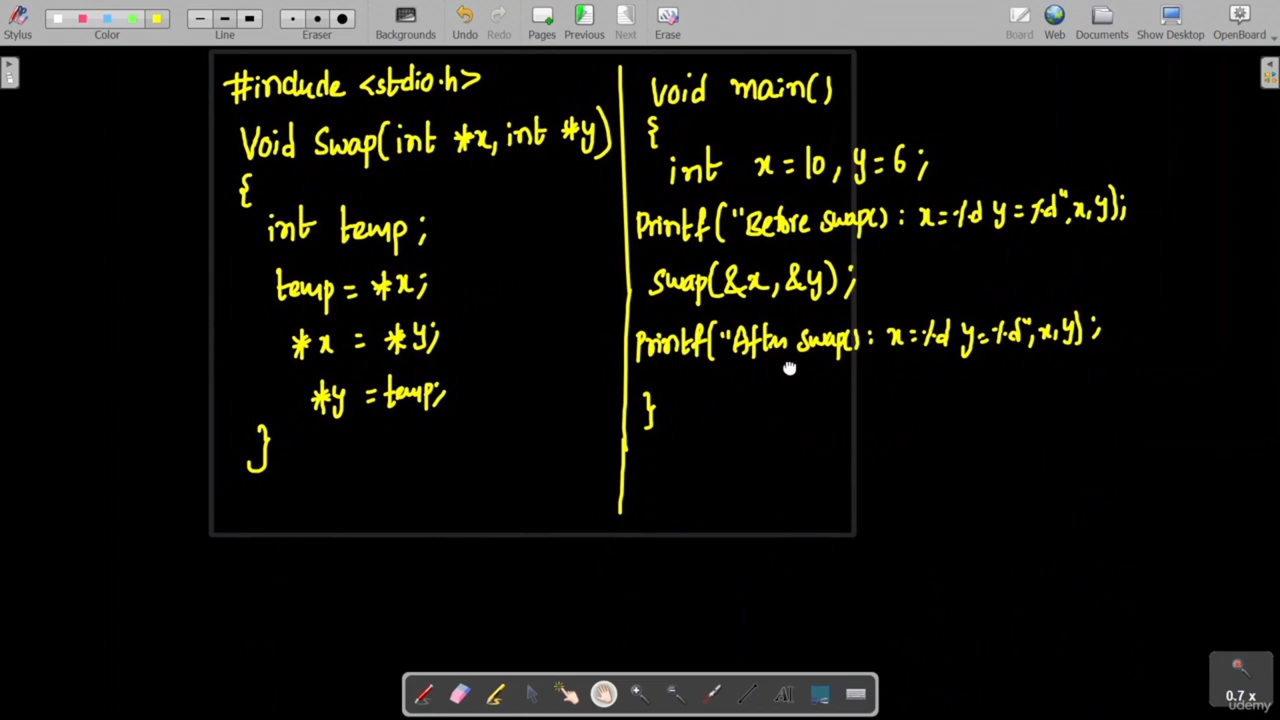 Stylus
Color
Line
Eraser
Backgrounds
Undo
Redo
Pages
Previous
Next
Erase
Board
Web
Documents
Show Desktop
OpenBoard
#include <stdio.h>
Void Swap(int *x, int *y)
{
int temp;
temp = *x;
*x = *y;
*y = temp;
}
Void main()
{
int x=10, y=6;
Printf("Before swap() : x=%d y=%d",x,y);
swap(&x, &y);
Printf("After swap() : x=%d y=%d",x,y);
}
AI
0.7 x
udemy